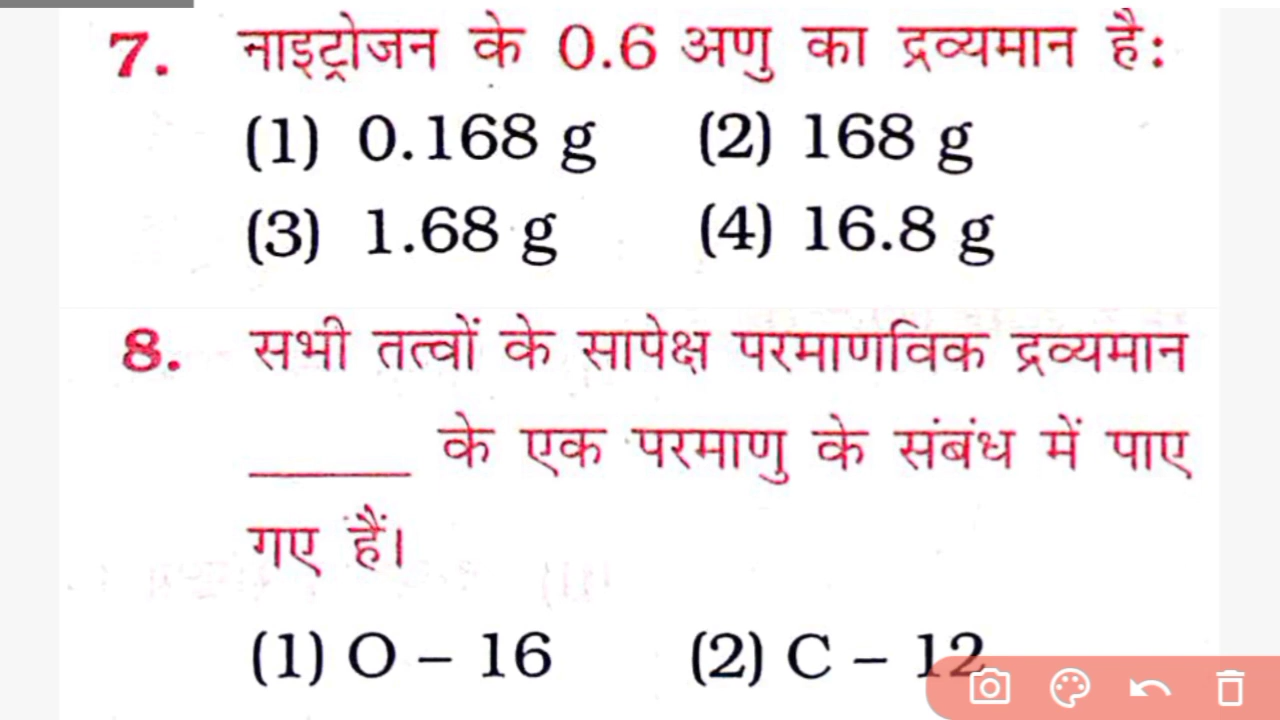 7. नाइट्रोजन के 0.6 अणु का द्रव्यमान है:
(1) 0.168 g (2) 168 g
(3) 1.68 g (4) 16.8 g
8. सभी तत्वों के सापेक्ष परमाणविक द्रव्यमान
_____ के एक परमाणु के संबंध में पाए
गए हैं।
(1) O – 16 (2) C – 12